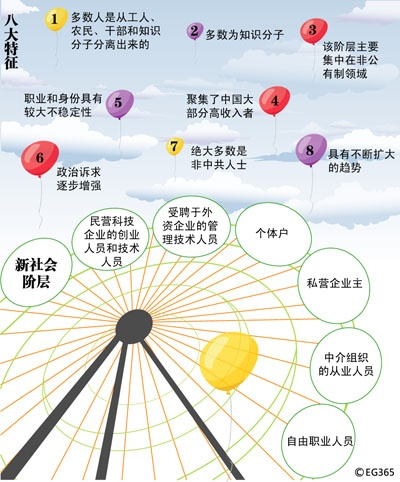 八大特征
1
多数人是从工人、
农民、干部和知识
分子分离出来的
2
多数为知识分子
3
该阶层主要
集中在非公
有制领域
4
聚集了中国大
部分高收入者
5
职业和身份具有
较大不稳定性
6
政治诉求
逐步增强
7
绝大多数是
非中共人士
8
具有不断扩大
的趋势
新社会
阶层
民营科技
企业的创业
人员和技术
人员
受聘于外
资企业的管
理技术人员
个体户
私营企业主
中介组织
的从业人员
自由职业人员
©EG365